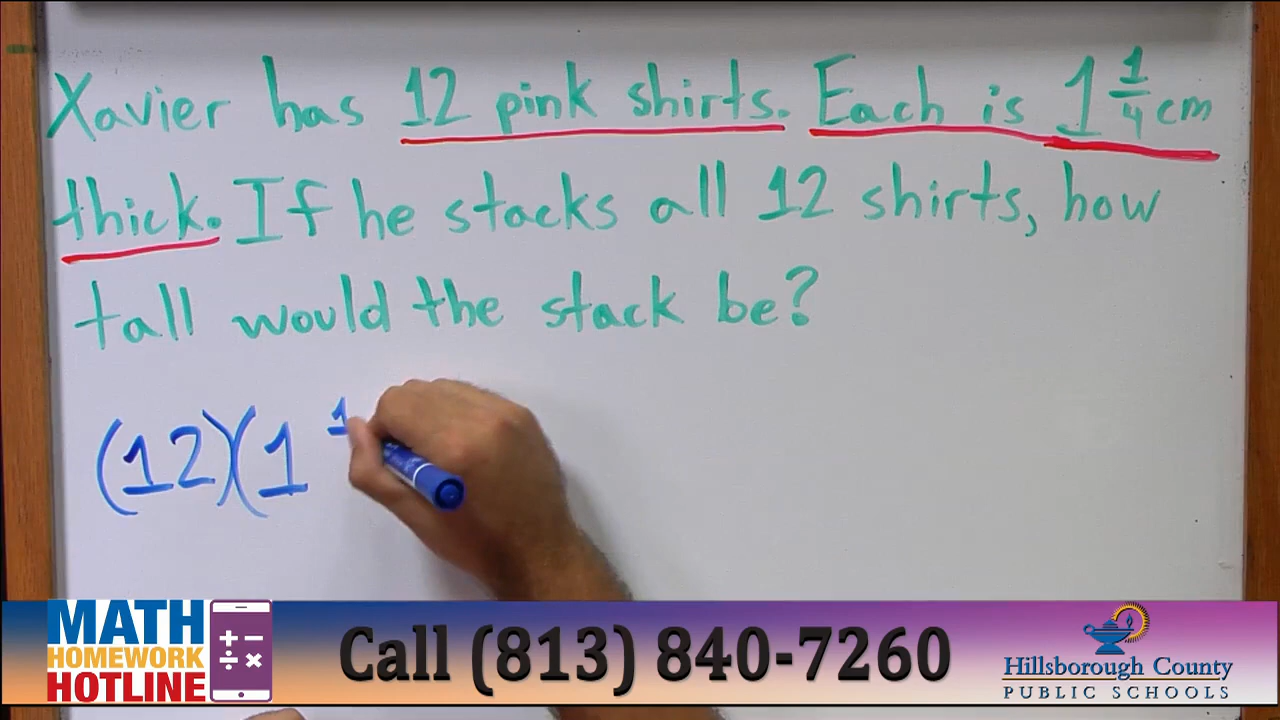 Xavier has 12 pink shirts. Each is 1 1/4 cm
thick. If he stacks all 12 shirts, how
tall would the stack be?
(12)(1 1
MATH
HOMEWORK
HOTLINE
+ −
÷ ×
Call (813) 840-7260
Hillsborough County
PUBLIC SCHOOLS